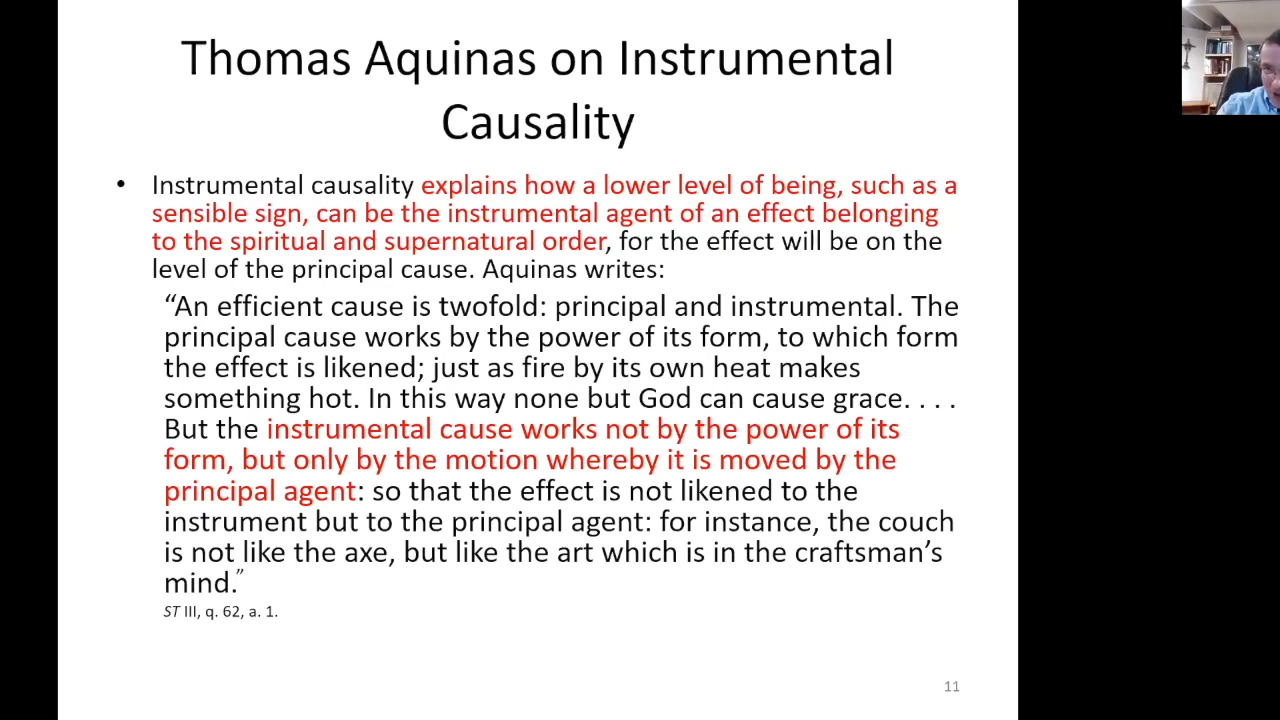 Thomas Aquinas on Instrumental
Causality
• Instrumental causality explains how a lower level of being, such as a
sensible sign, can be the instrumental agent of an effect belonging
to the spiritual and supernatural order, for the effect will be on the
level of the principal cause. Aquinas writes:
“An efficient cause is twofold: principal and instrumental. The
principal cause works by the power of its form, to which form
the effect is likened; just as fire by its own heat makes
something hot. In this way none but God can cause grace. . . .
But the instrumental cause works not by the power of its
form, but only by the motion whereby it is moved by the
principal agent: so that the effect is not likened to the
instrument but to the principal agent: for instance, the couch
is not like the axe, but like the art which is in the craftsman’s
mind.”
ST III, q. 62, a. 1.
11